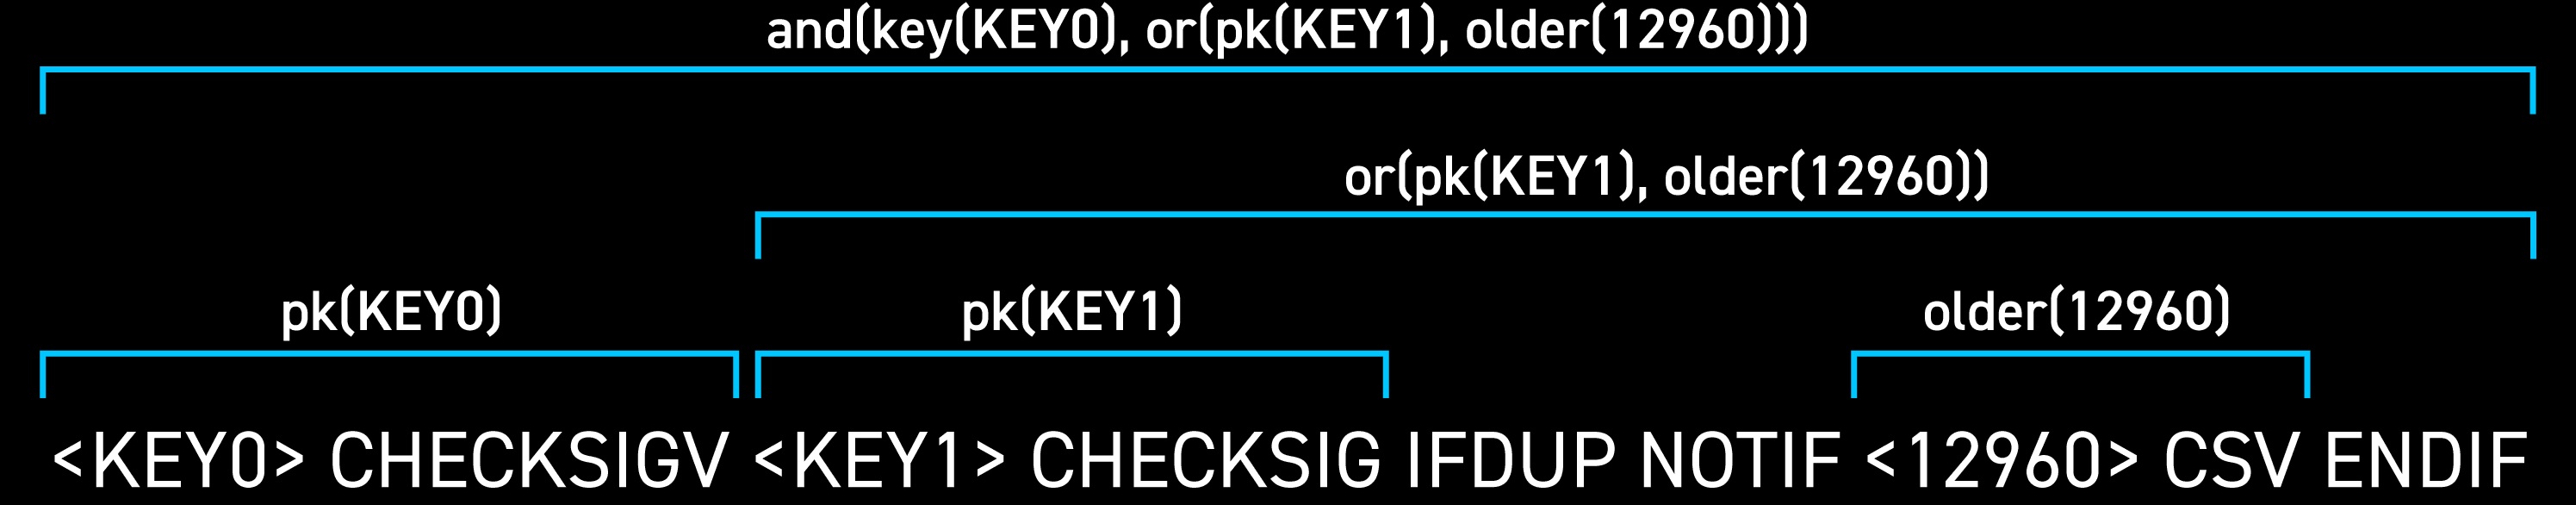 and(key(KEY0), or(pk(KEY1), older(12960)))
or(pk(KEY1), older(12960))
pk(KEY0) pk(KEY1) older(12960)
<KEY0> CHECKSIGV <KEY1> CHECKSIG IFDUP NOTIF <12960> CSV ENDIF